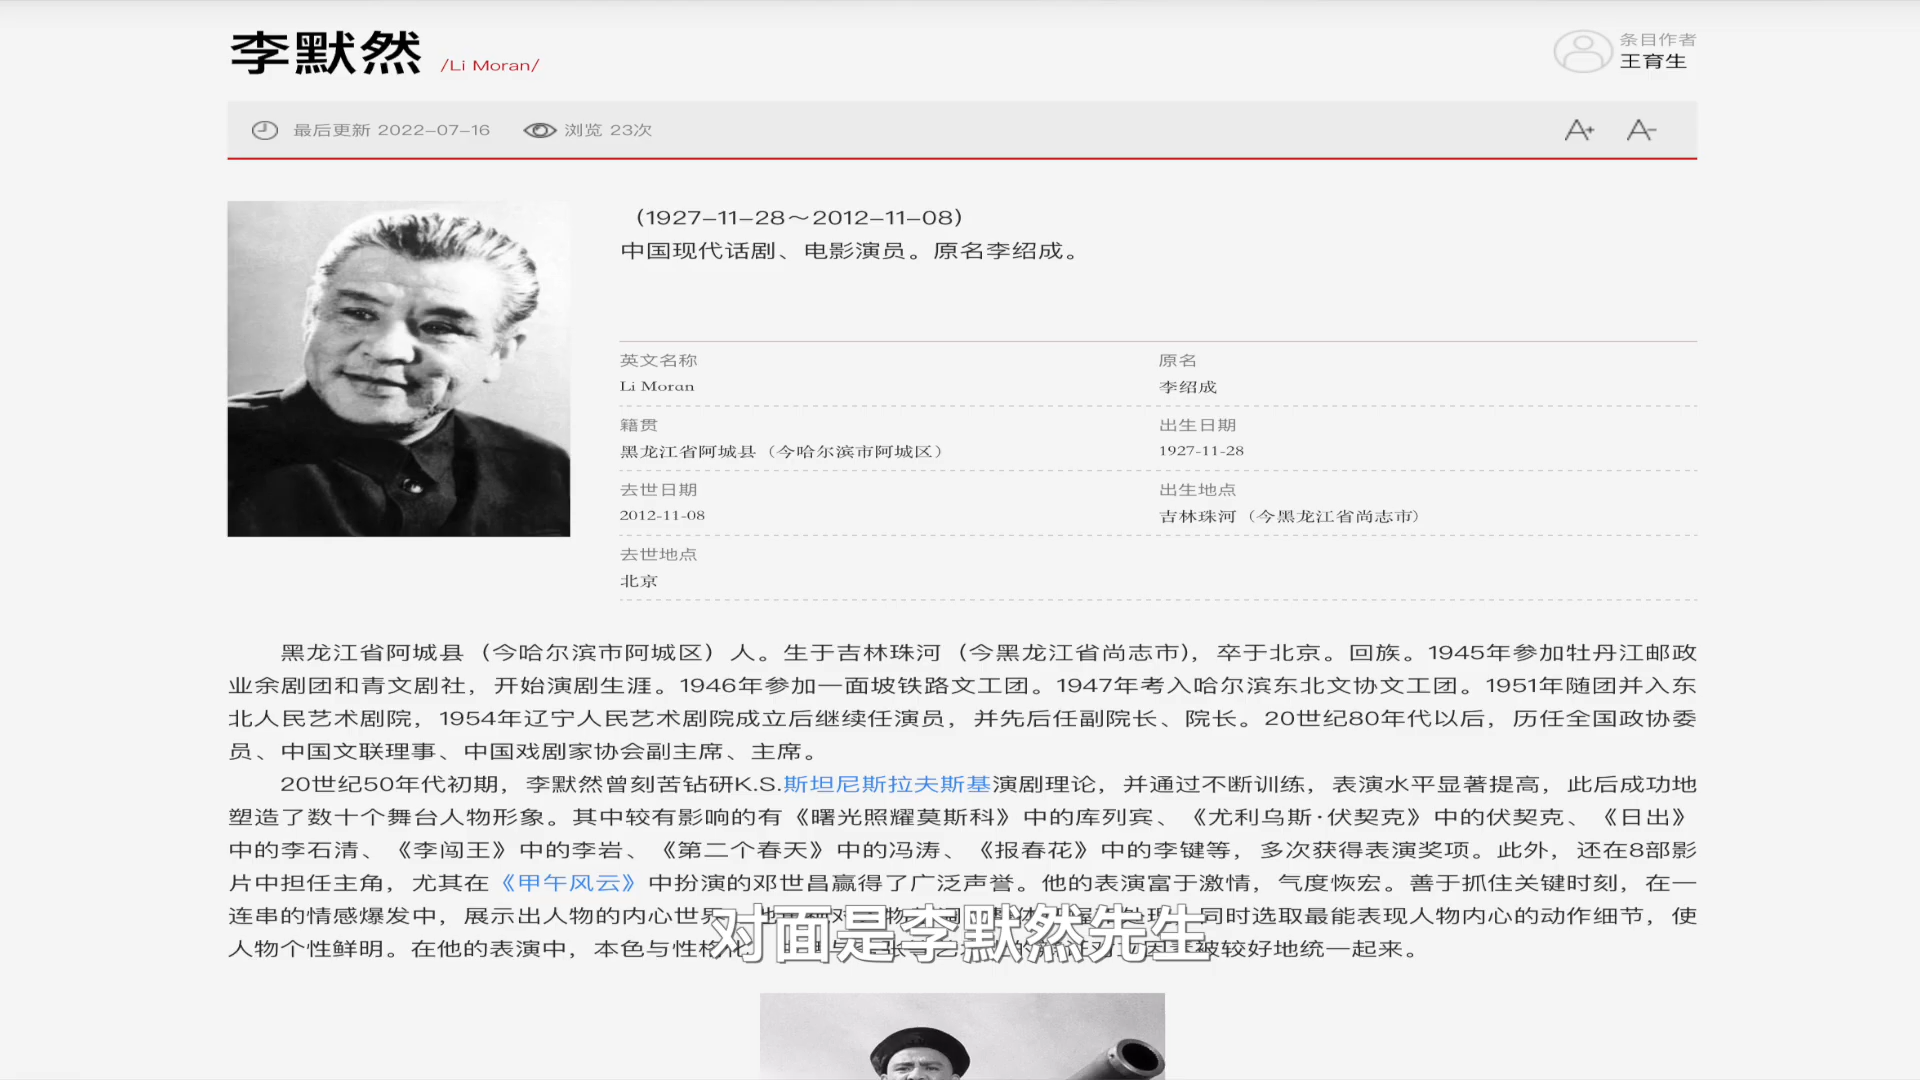 李默然 /Li Moran/
条目作者
王育生
最后更新 2022-07-16 浏览 23次
A+ A-
（1927-11-28～2012-11-08）
中国现代话剧、电影演员。原名李绍成。
英文名称
Li Moran
原名
李绍成
籍贯
黑龙江省阿城县（今哈尔滨市阿城区）
出生日期
1927-11-28
去世日期
2012-11-08
出生地点
吉林珠河（今黑龙江省尚志市）
去世地点
北京
黑龙江省阿城县（今哈尔滨市阿城区）人。生于吉林珠河（今黑龙江省尚志市），卒于北京。回族。1945年参加牡丹江邮政
业余剧团和青文剧社，开始演剧生涯。1946年参加一面坡铁路文工团。1947年考入哈尔滨东北文协文工团。1951年随团并入东
北人民艺术剧院，1954年辽宁人民艺术剧院成立后继续任演员，并先后任副院长、院长。20世纪80年代以后，历任全国政协委
员、中国文联理事、中国戏剧家协会副主席、主席。
20世纪50年代初期，李默然曾刻苦钻研K.S.斯坦尼斯拉夫斯基演剧理论，并通过不断训练，表演水平显著提高，此后成功地
塑造了数十个舞台人物形象。其中较有影响的有《曙光照耀莫斯科》中的库列宾、《尤利乌斯·伏契克》中的伏契克、《日出》
中的李石清、《李闯王》中的李岩、《第二个春天》中的冯涛、《报春花》中的李键等，多次获得表演奖项。此外，还在8部影
片中担任主角，尤其在《甲午风云》中扮演的邓世昌赢得了广泛声誉。他的表演富于激情，气度恢宏。善于抓住关键时刻，在一
连串的情感爆发中，展示出人物的内心世 同时选取最能表现人物内心的动作细节，使
人物个性鲜明。在他的表演中，本色与性格 被较好地统一起来。
对面是李默然先生